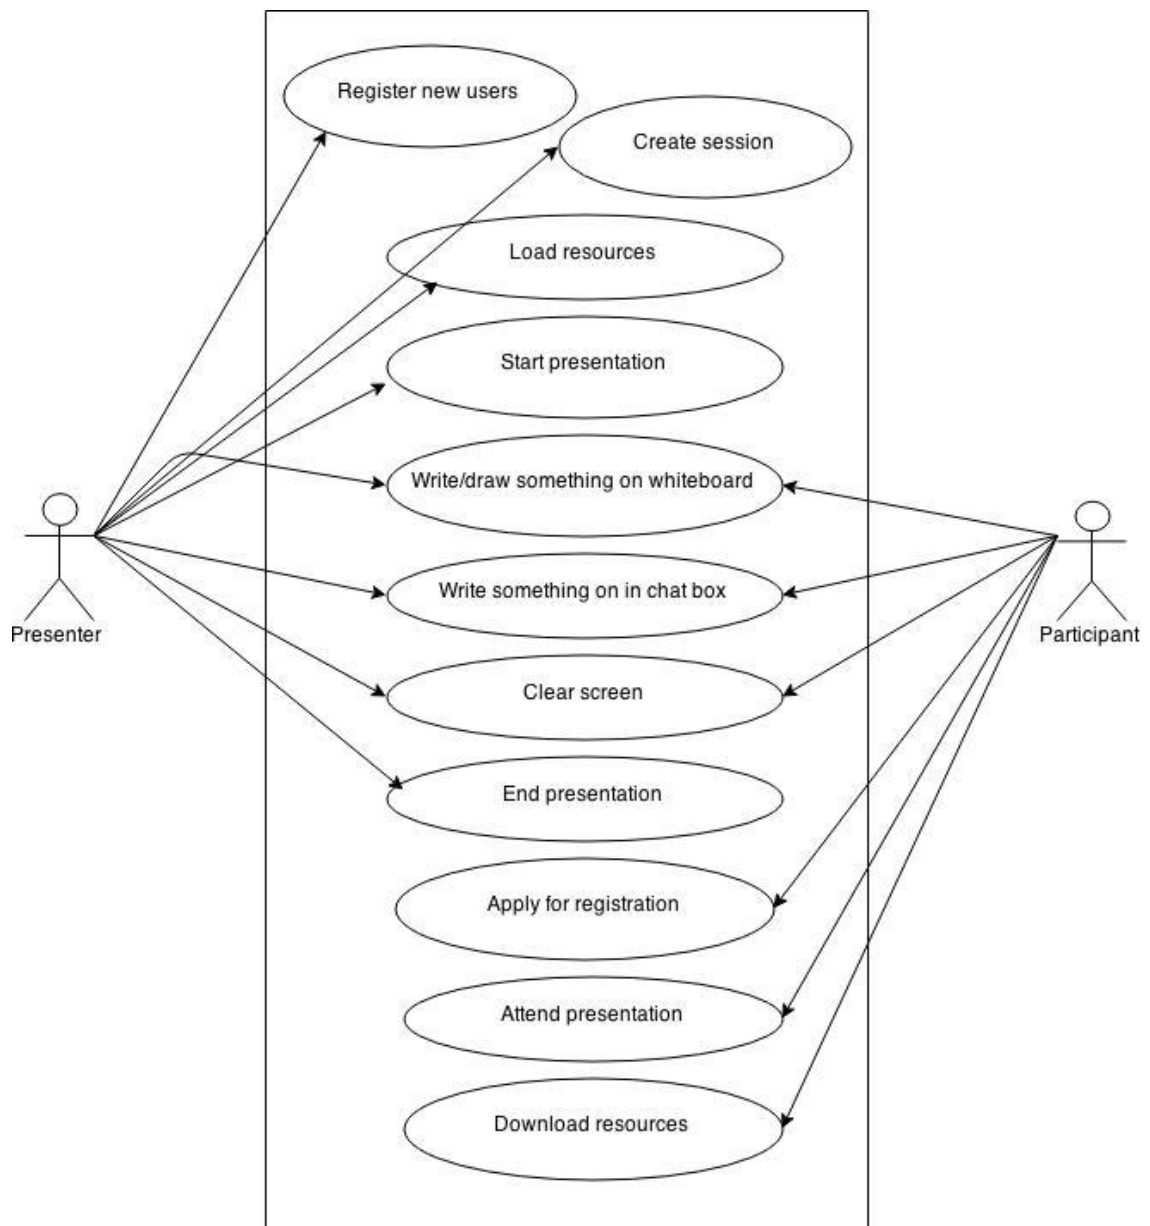 Register new users
Create session
Load resources
Start presentation
Write/draw something on whiteboard
Write something on in chat box
Presenter
Participant
Clear screen
End presentation
Apply for registration
Attend presentation
Download resources